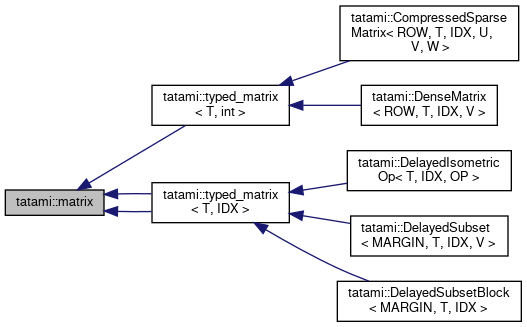 tatami::matrix
tatami::typed_matrix
< T, int >
tatami::typed_matrix
< T, IDX >
tatami::CompressedSparse
Matrix< ROW, T, IDX, U,
V, W >
tatami::DenseMatrix
< ROW, T, IDX, V >
tatami::DelayedIsometric
Op< T, IDX, OP >
tatami::DelayedSubset
< MARGIN, T, IDX, V >
tatami::DelayedSubsetBlock
< MARGIN, T, IDX >